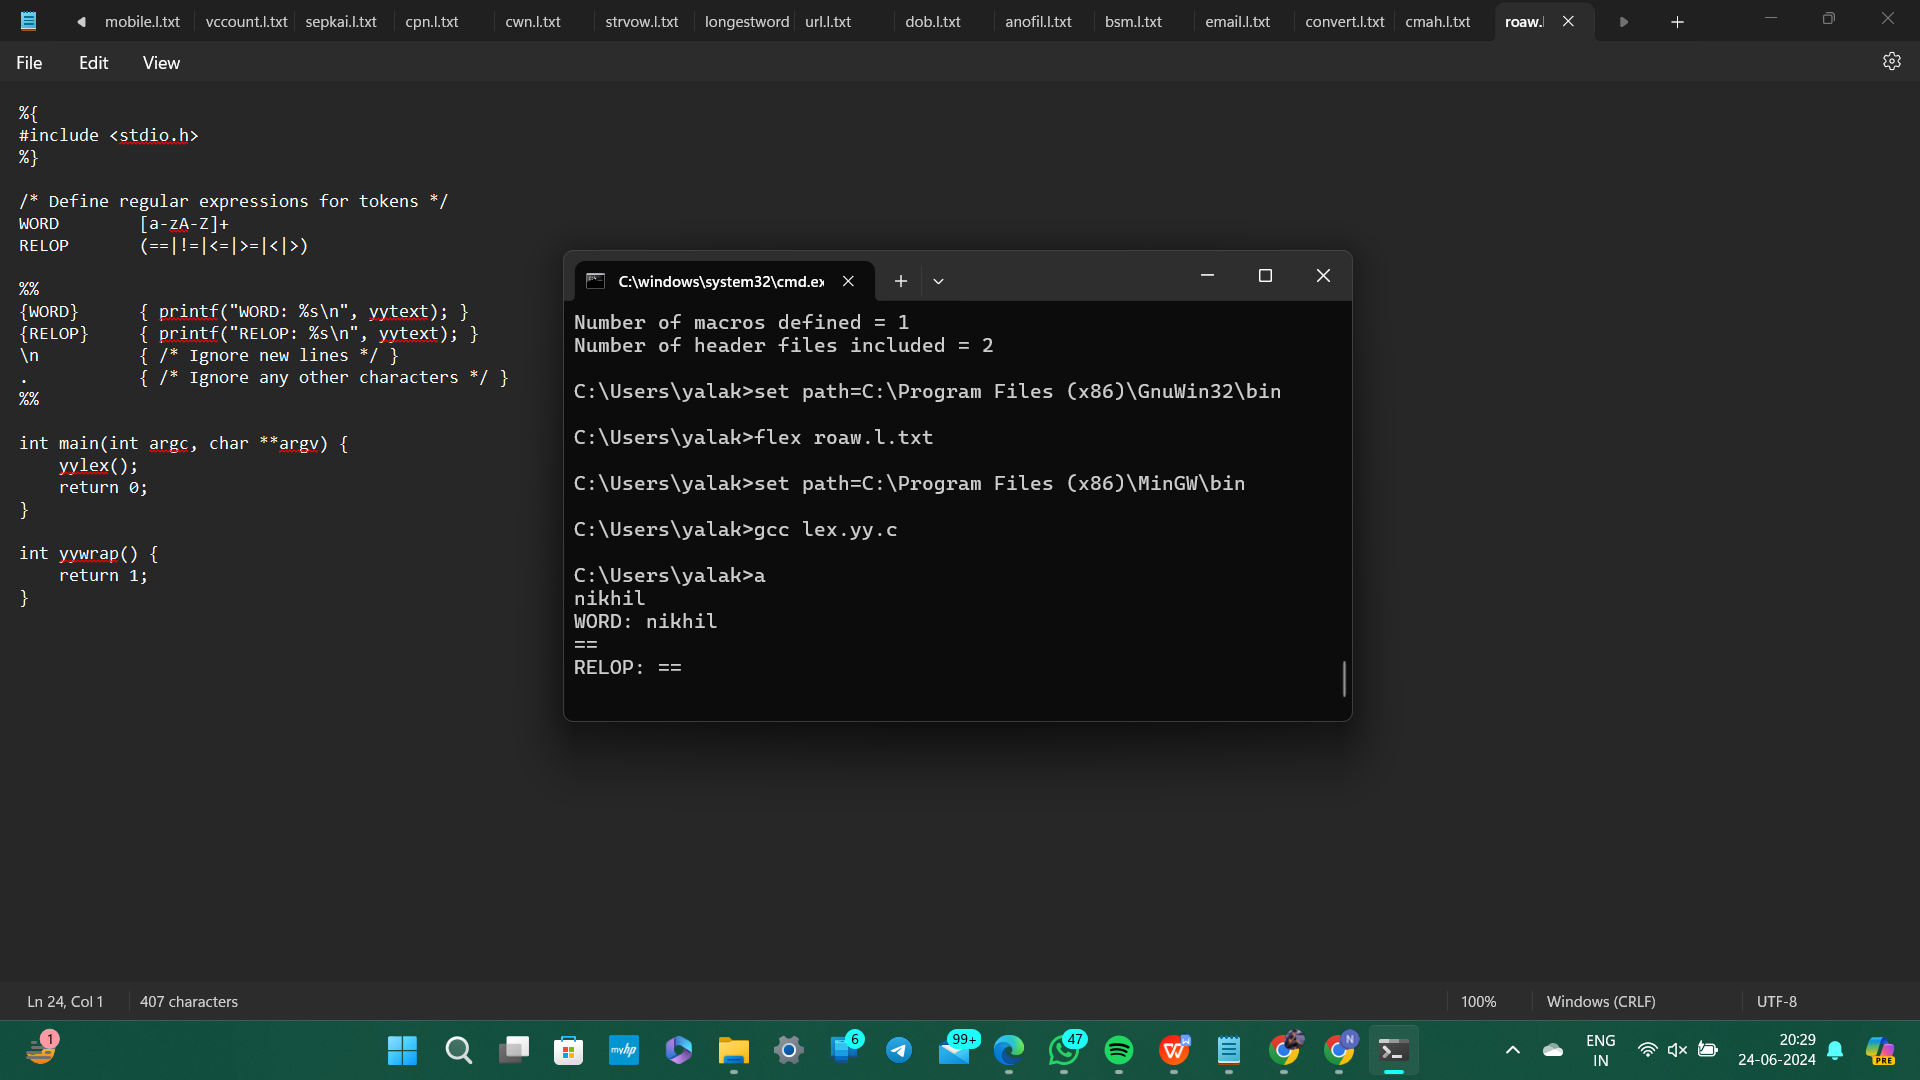 mobile.l.txt vccount.l.txt sepkai.l.txt cpn.l.txt cwn.l.txt strvow.l.txt longestword url.l.txt dob.l.txt anofil.l.txt bsm.l.txt email.l.txt convert.l.txt cmah.l.txt roaw.l
File Edit View
%{
#include <stdio.h>
%}
/* Define regular expressions for tokens */
WORD [a-zA-Z]+
RELOP (==|!=|<=|>=|<|>)
%%
{WORD} { printf("WORD: %s\n", yytext); }
{RELOP} { printf("RELOP: %s\n", yytext); }
\n { /* Ignore new lines */ }
. { /* Ignore any other characters */ }
%%
int main(int argc, char **argv) {
yylex();
return 0;
}
int yywrap() {
return 1;
}
C:\windows\system32\cmd.ex
Number of macros defined = 1
Number of header files included = 2
C:\Users\yalak>set path=C:\Program Files (x86)\GnuWin32\bin
C:\Users\yalak>flex roaw.l.txt
C:\Users\yalak>set path=C:\Program Files (x86)\MinGW\bin
C:\Users\yalak>gcc lex.yy.c
C:\Users\yalak>a
nikhil
WORD: nikhil
==
RELOP: ==
Ln 24, Col 1 407 characters 100% Windows (CRLF) UTF-8
1 myhp 6 99+ 47 W N ENG 20:29
IN 24-06-2024 PRE